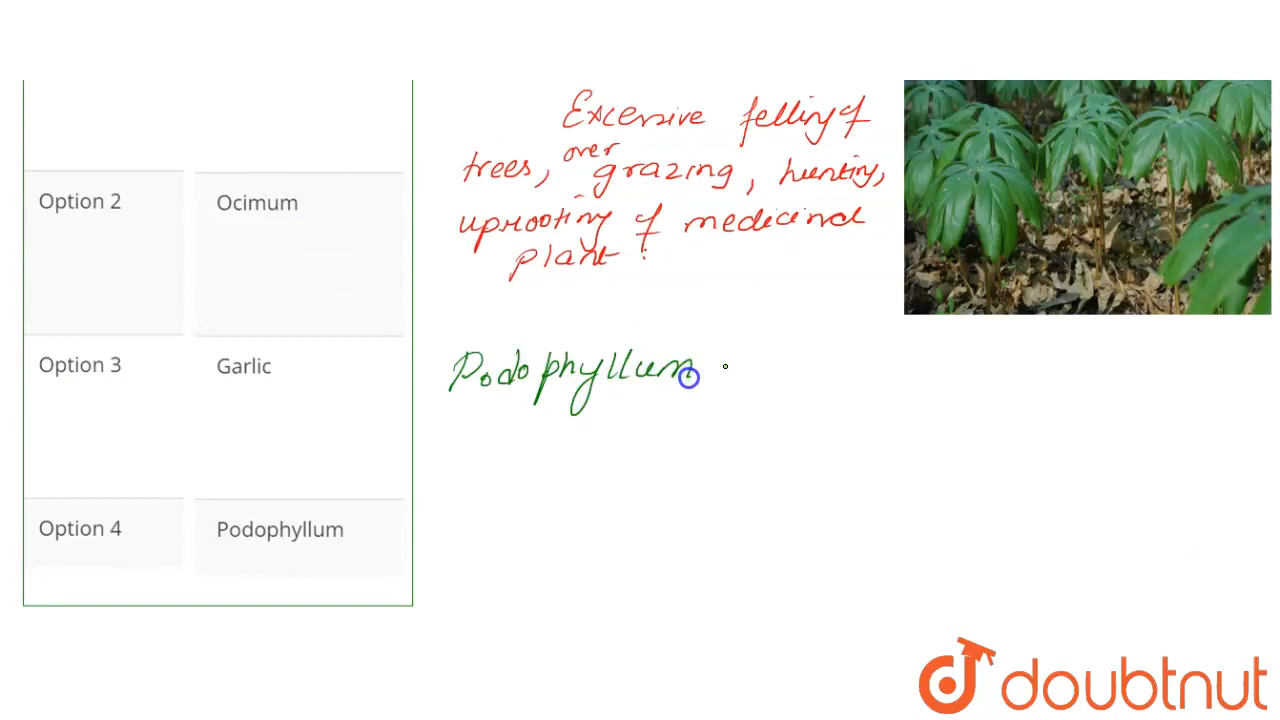 Excessive felling of
trees, over grazing, hunting,
uprooting of medicinal
plant.
Option 2 Ocimum
Option 3 Garlic
Podophyllum
Option 4 Podophyllum
doubtnut